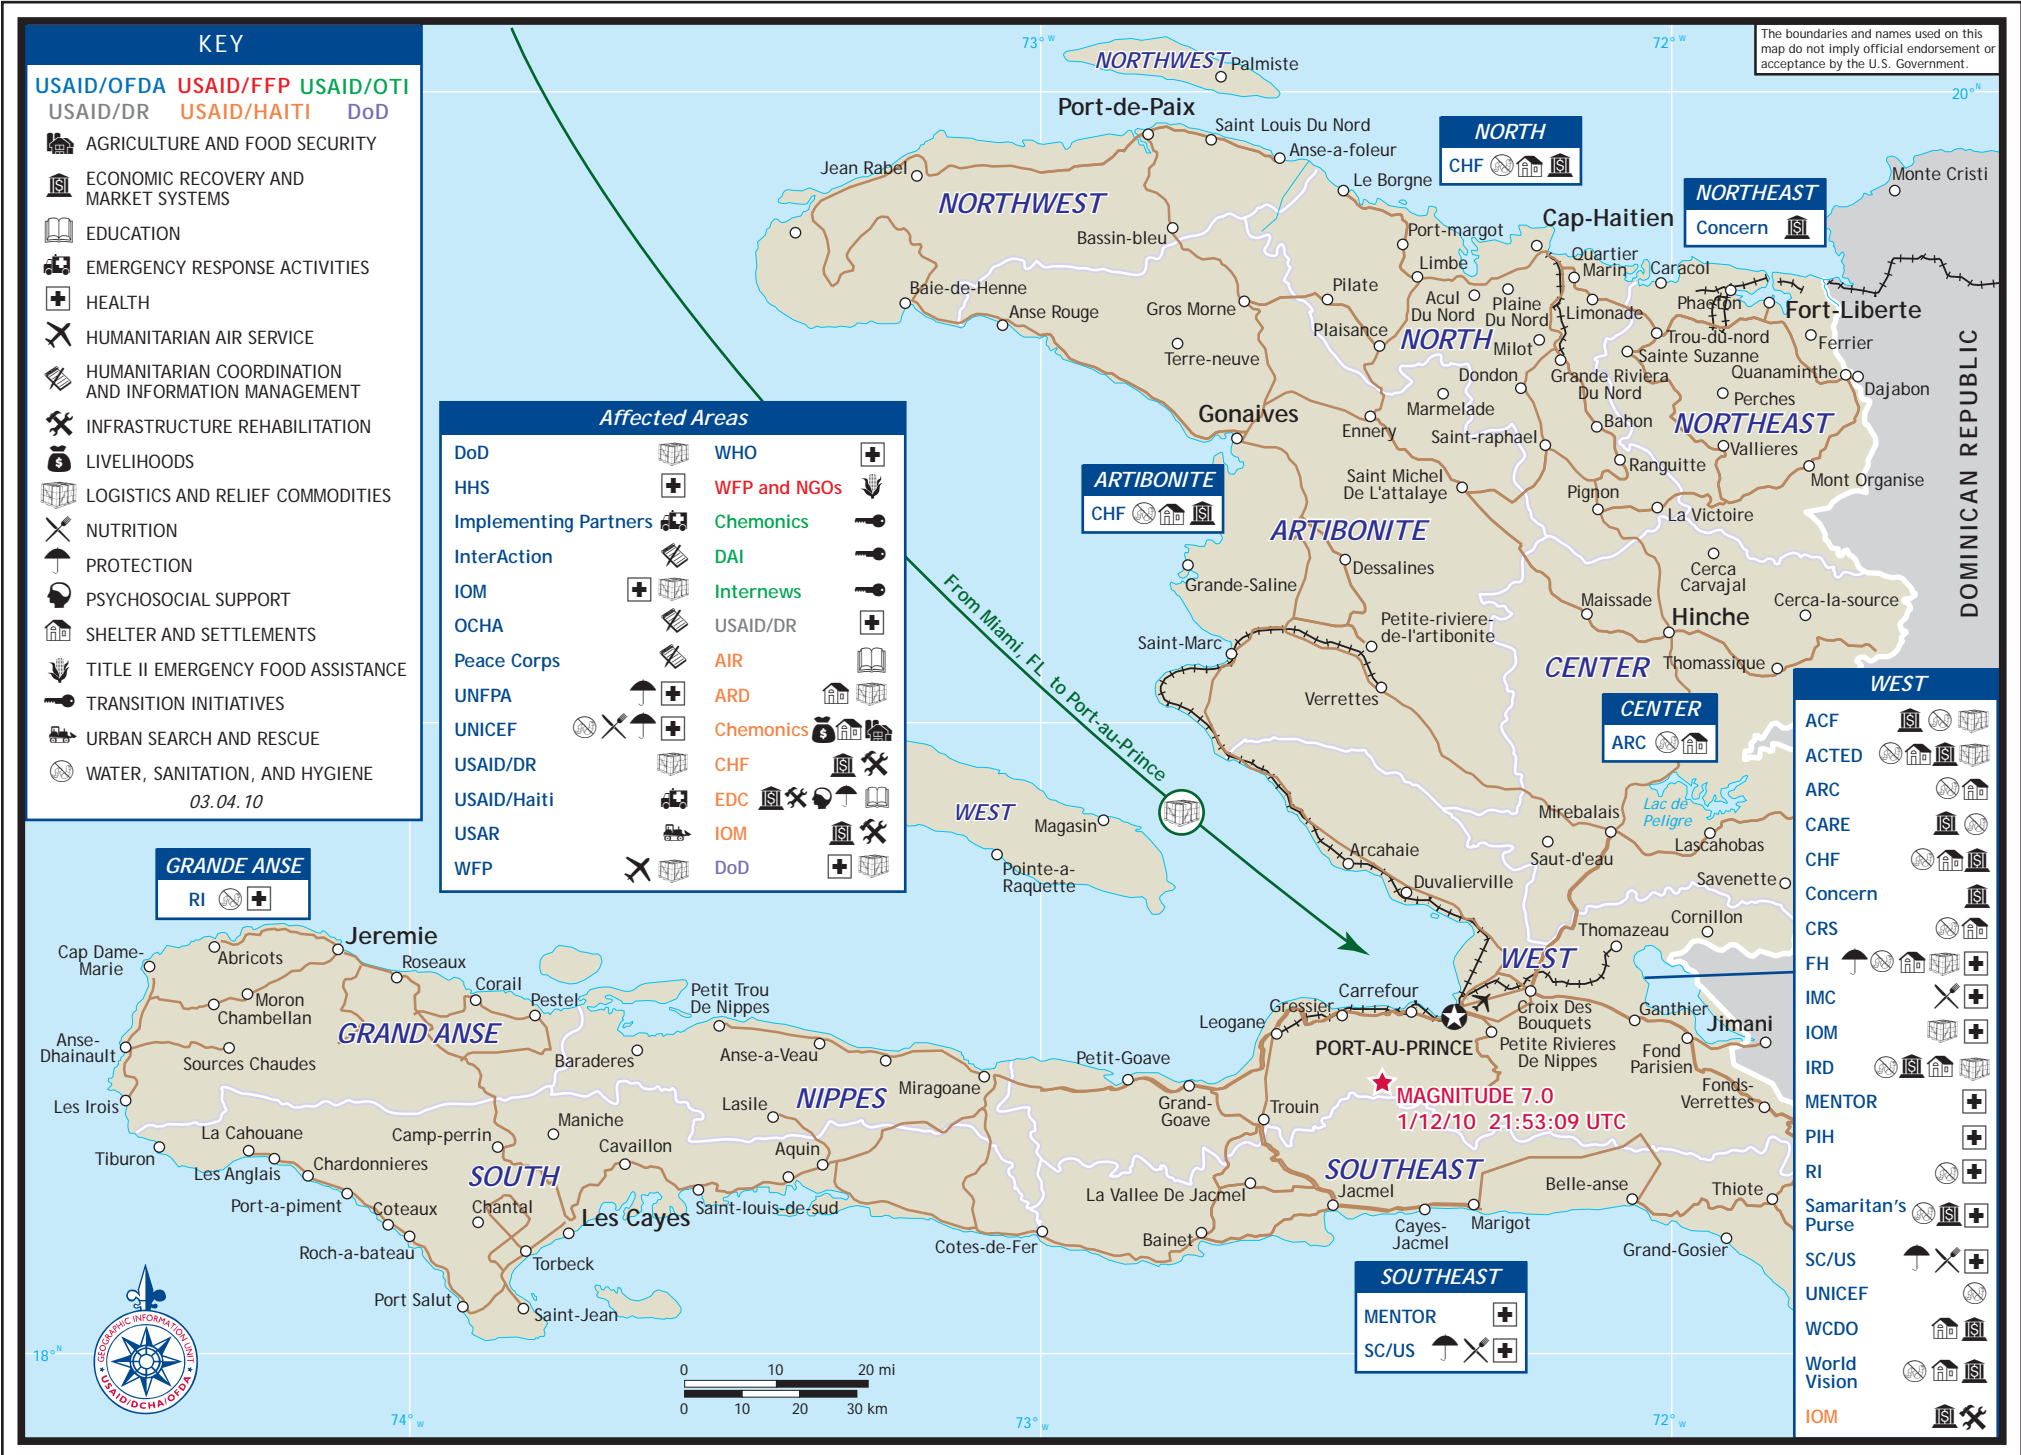 KEY
USAID/OFDA USAID/FFP USAID/OTI
USAID/DR USAID/HAITI DoD
AGRICULTURE AND FOOD SECURITY
ECONOMIC RECOVERY AND
MARKET SYSTEMS
EDUCATION
EMERGENCY RESPONSE ACTIVITIES
HEALTH
HUMANITARIAN AIR SERVICE
HUMANITARIAN COORDINATION
AND INFORMATION MANAGEMENT
INFRASTRUCTURE REHABILITATION
LIVELIHOODS
LOGISTICS AND RELIEF COMMODITIES
NUTRITION
PROTECTION
PSYCHOSOCIAL SUPPORT
SHELTER AND SETTLEMENTS
TITLE II EMERGENCY FOOD ASSISTANCE
TRANSITION INITIATIVES
URBAN SEARCH AND RESCUE
WATER, SANITATION, AND HYGIENE
03.04.10
The boundaries and names used on this
map do not imply official endorsement or
acceptance by the U.S. Government.
73° W
72° W
20° N
NORTHWEST
Palmiste
Port-de-Paix
Saint Louis Du Nord
Anse-a-foleur
Jean Rabel
Le Borgne
NORTHWEST
Bassin-bleu
Baie-de-Henne
Anse Rouge
NORTH
CHF
NORTHEAST
Concern
Monte Cristi
Cap-Haitien
Port-margot
Quartier
Marin
Caracol
Limbe
Pilate
Acul
Du Nord
Plaine
Du Nord
Limonade
Phaeton
Fort-Liberte
Gros Morne
Plaisance
NORTH
Milot
Trou-du-nord
Ferrier
Terre-neuve
Sainte Suzanne
Dondon
Grande Riviera
Du Nord
Quanaminthe
Dajabon
Marmelade
Perches
Gonaives
Ennery
Saint-raphael
Bahon
NORTHEAST
Vallieres
Ranguitte
Mont Organise
Saint Michel
De L'attalaye
Pignon
La Victoire
DOMINICAN REPUBLIC
ARTIBONITE
CHF
ARTIBONITE
Dessalines
Grande-Saline
Cerca
Carvajal
Maissade
Hinche
Cerca-la-source
Petite-riviere-
de-l'artibonite
Saint-Marc
CENTER
Thomassique
Verrettes
CENTER
ARC
Affected Areas
DoD
HHS
Implementing Partners
InterAction
IOM
OCHA
Peace Corps
UNFPA
UNICEF
USAID/DR
USAID/Haiti
USAR
WFP
WHO
WFP and NGOs
Chemonics
DAI
Internews
USAID/DR
AIR
ARD
Chemonics
CHF
EDC
IOM
DoD
From Miami, FL to Port-au-Prince
WEST
Magasin
Pointe-a-
Raquette
Mirebalais
Lac de
Peligre
Saut-d'eau
Lascahobas
Arcahaie
Duvalierville
Savenette
Cornillon
Thomazeau
WEST
Carrefour
Gressier
Leogane
Croix Des
Bouquets
Ganthier
Jimani
PORT-AU-PRINCE
Petite Rivieres
De Nippes
Fond
Parisien
Fonds-
Verrettes
MAGNITUDE 7.0
1/12/10 21:53:09 UTC
Petit-Goave
Grand-
Goave
Trouin
SOUTHEAST
La Vallee De Jacmel
Jacmel
Belle-anse
Thiote
Cayes-
Jacmel
Marigot
Bainet
Grand-Gosier
GRANDE ANSE
RI
Cap Dame-
Marie
Abricots
Jeremie
Roseaux
Corail
Pestel
Petit Trou
De Nippes
Moron
Chambellan
GRAND ANSE
Anse-
Dhainault
Sources Chaudes
Baraderes
Anse-a-Veau
Miragoane
NIPPES
Les Irois
Lasile
Maniche
La Cahouane
Camp-perrin
Cavaillon
Aquin
Tiburon
Les Anglais
Chardonnieres
SOUTH
Port-a-piment
Coteaux
Chantal
Les Cayes
Saint-louis-de-sud
Roch-a-bateau
Cotes-de-Fer
Torbeck
Port Salut
Saint-Jean
SOUTHEAST
MENTOR
SC/US
WEST
ACF
ACTED
ARC
CARE
CHF
Concern
CRS
FH
IMC
IOM
IRD
MENTOR
PIH
RI
Samaritan's
Purse
SC/US
UNICEF
WCDO
World
Vision
IOM
18° N
GEOGRAPHIC INFORMATION UNIT
USAID/DCHA/OFDA
0 10 20 mi
0 10 20 30 km
74° W
73° W
72° W